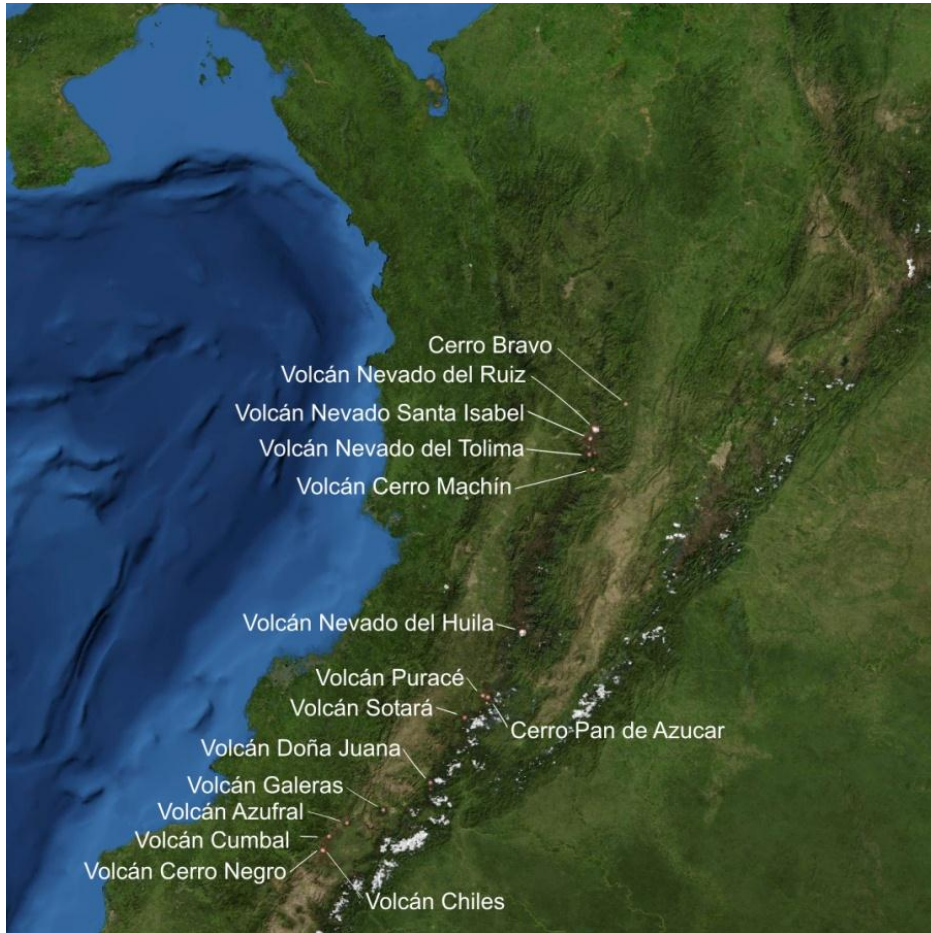 Cerro Bravo
Volcán Nevado del Ruiz
Volcán Nevado Santa Isabel
Volcán Nevado del Tolima
Volcán Cerro Machín
Volcán Nevado del Huila
Volcán Puracé
Volcán Sotará
Cerro Pan de Azucar
Volcán Doña Juana
Volcán Galeras
Volcán Azufral
Volcán Cumbal
Volcán Cerro Negro
Volcán Chiles